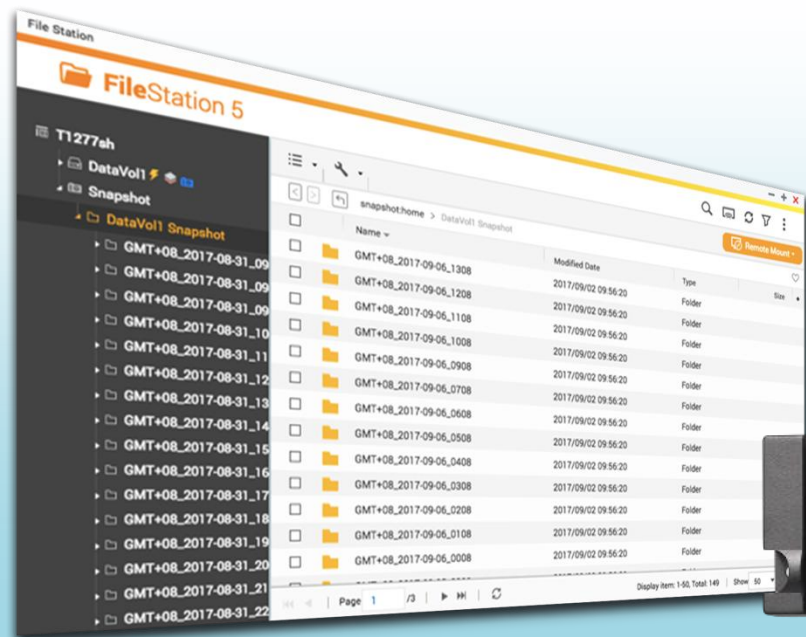 File Station
FileStation 5
T1277sh
DataVol1
Snapshot
DataVol1 Snapshot
GMT+08_2017-08-31_09
GMT+08_2017-08-31_09
GMT+08_2017-08-31_09
GMT+08_2017-08-31_10
GMT+08_2017-08-31_11
GMT+08_2017-08-31_12
GMT+08_2017-08-31_13
GMT+08_2017-08-31_14
GMT+08_2017-08-31_15
GMT+08_2017-08-31_16
GMT+08_2017-08-31_17
GMT+08_2017-08-31_18
GMT+08_2017-08-31_19
GMT+08_2017-08-31_20
GMT+08_2017-08-31_21
GMT+08_2017-08-31_22
snapshot:home > DataVol1 Snapshot
Remote Mount
Name Modified Date Type Size
GMT+08_2017-09-06_1308 2017/09/02 09:56:20 Folder
GMT+08_2017-09-06_1208 2017/09/02 09:56:20 Folder
GMT+08_2017-09-06_1108 2017/09/02 09:56:20 Folder
GMT+08_2017-09-06_1008 2017/09/02 09:56:20 Folder
GMT+08_2017-09-06_0908 2017/09/02 09:56:20 Folder
GMT+08_2017-09-06_0708 2017/09/02 09:56:20 Folder
GMT+08_2017-09-06_0608 2017/09/02 09:56:20 Folder
GMT+08_2017-09-06_0508 2017/09/02 09:56:20 Folder
GMT+08_2017-09-06_0408 2017/09/02 09:56:20 Folder
GMT+08_2017-09-06_0308 2017/09/02 09:56:20 Folder
GMT+08_2017-09-06_0208 2017/09/02 09:56:20 Folder
GMT+08_2017-09-06_0108 2017/09/02 09:56:20 Folder
GMT+08_2017-09-06_0008 2017/09/02 09:56:20 Folder
Page 1 /3 Display item: 1-50, Total: 149 Show 50